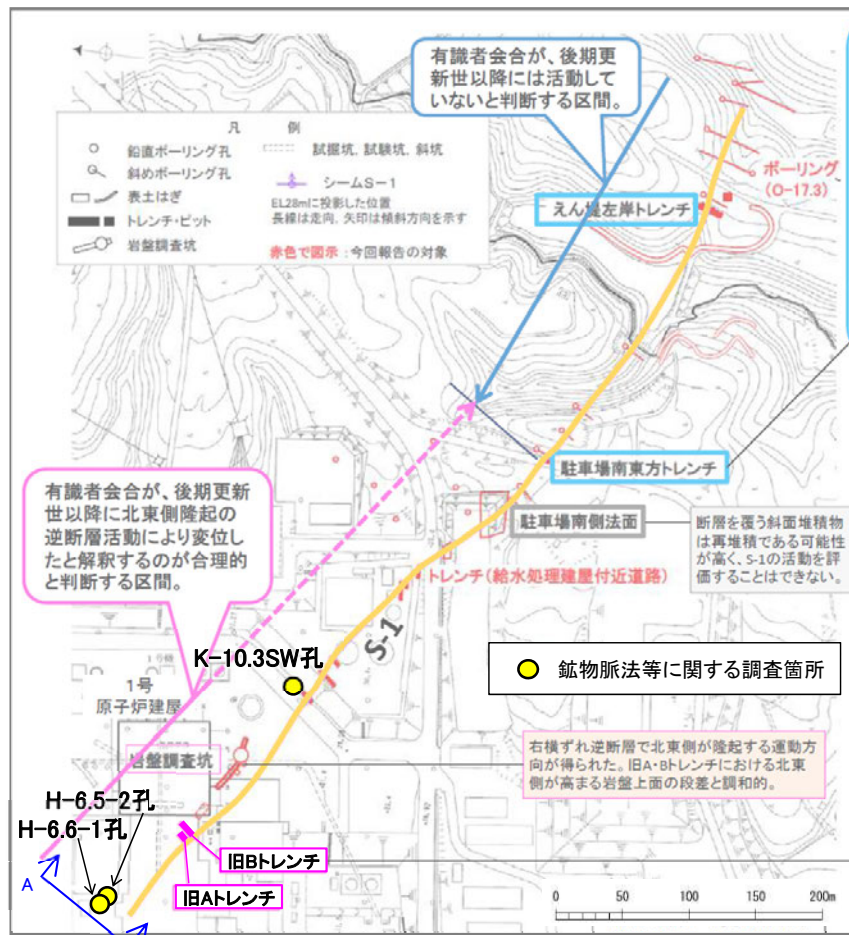 有識者会合が、後期更
新世以降には活動して
いないと判断する区間。
凡　例
鉛直ボーリング孔
斜めボーリング孔
表土はぎ
トレンチ・ピット
岩盤調査坑
試掘坑、試験坑、斜坑
シームS-1
EL28mに投影した位置
長線は走向、矢印は傾斜方向を示す
赤色で図示：今回報告の対象
ボーリング
(O-17.3)
えん堤左岸トレンチ
駐車場南東方トレンチ
駐車場南側法面
断層を覆う斜面堆積物
は再堆積である可能性
が高く、S-1の活動を評
価することはできない。
有識者会合が、後期更新
世以降に北東側隆起の
逆断層活動により変位し
たと解釈するのが合理的
と判断する区間。
トレンチ(給水処理建屋付近道路)
S-1
K-10.3SW孔
鉱物脈法等に関する調査箇所
1号
原子炉建屋
岩盤調査坑
右横ずれ逆断層で北東側が隆起する運動方
向が得られた。旧A・Bトレンチにおける北東
側が高まる岩盤上面の段差と調和的。
H-6.5-2孔
H-6.6-1孔
旧Bトレンチ
旧Aトレンチ
A
0 50 100 150 200m